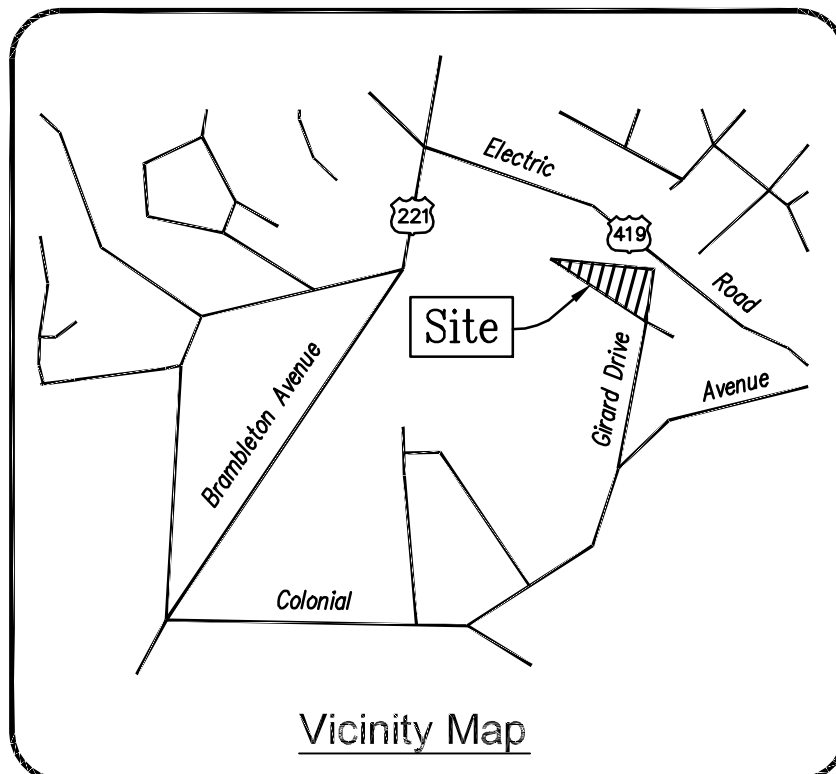 Electric
221
419
Road
Site
Girard Drive
Avenue
Brambleton Avenue
Colonial
Vicinity Map